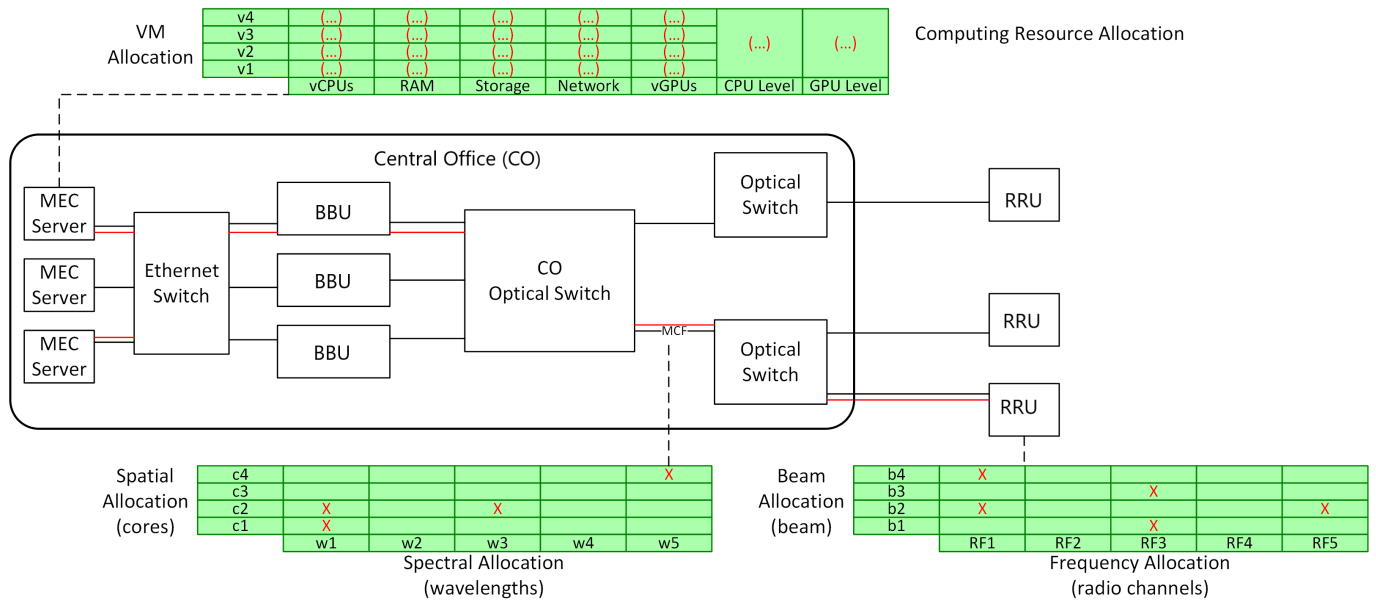 VM
Allocation
v4 (...) (...) (...) (...) (...)
v3 (...) (...) (...) (...) (...)
v2 (...) (...) (...) (...) (...)
v1 (...) (...) (...) (...) (...)
(...) (...)
vCPUs RAM Storage Network vGPUs CPU Level GPU Level
Computing Resource Allocation
Central Office (CO)
MEC
Server
MEC
Server
MEC
Server
Ethernet
Switch
BBU
BBU
BBU
CO
Optical Switch
MCF
Optical
Switch
Optical
Switch
RRU
RRU
RRU
Spatial
Allocation
(cores)
c4 X
c3
c2 X X
c1 X
w1 w2 w3 w4 w5
Spectral Allocation
(wavelengths)
Beam
Allocation
(beam)
b4 X
b3 X
b2 X X
b1 X
RF1 RF2 RF3 RF4 RF5
Frequency Allocation
(radio channels)